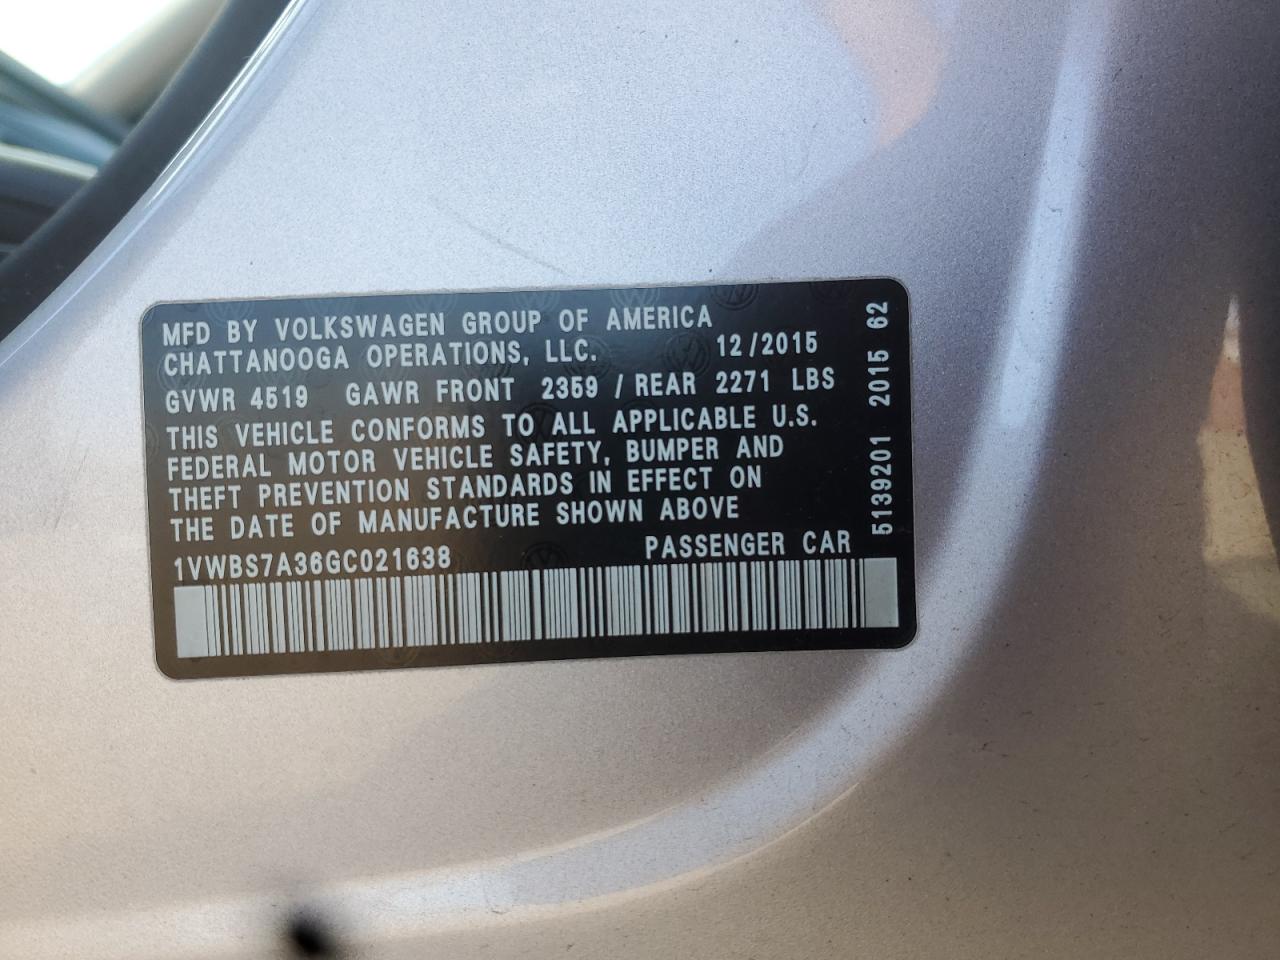 MFD BY VOLKSWAGEN GROUP OF AMERICA
CHATTANOOGA OPERATIONS, LLC. 12/2015
GVWR 4519 GAWR FRONT 2359 / REAR 2271 LBS
THIS VEHICLE CONFORMS TO ALL APPLICABLE U.S.
FEDERAL MOTOR VEHICLE SAFETY, BUMPER AND
THEFT PREVENTION STANDARDS IN EFFECT ON
THE DATE OF MANUFACTURE SHOWN ABOVE
1VWBS7A36GC021638 PASSENGER CAR
5139201 2015 62